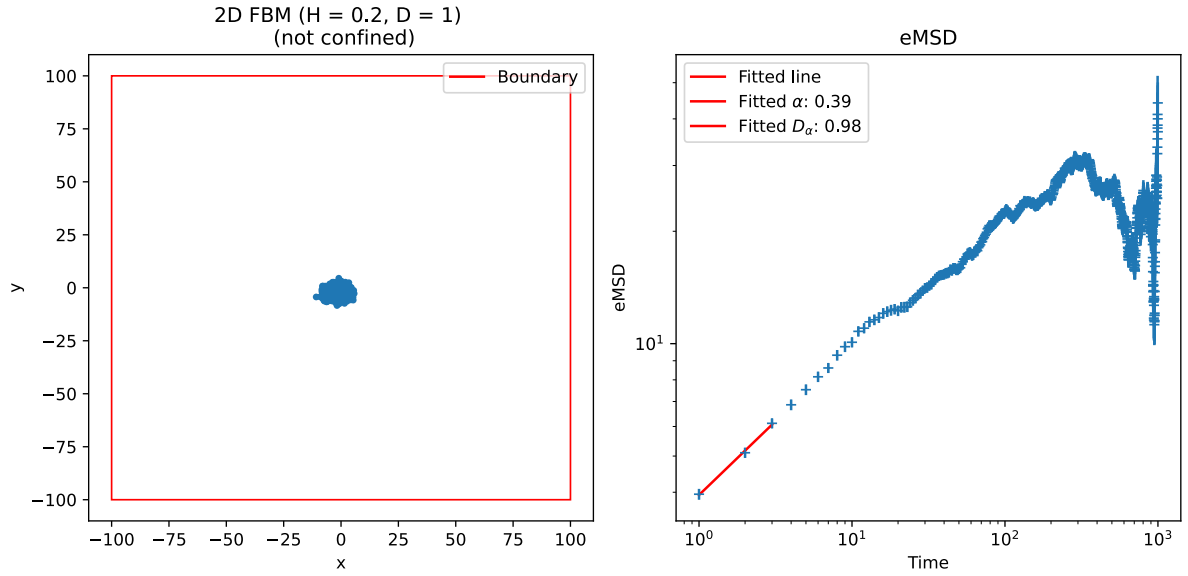 2D FBM (H = 0.2, D = 1)
(not confined)
Boundary
100
75
50
25
0
−25
−50
−75
−100
y
−100
−75
−50
−25
0
25
50
75
100
x
eMSD
Fitted line
Fitted α: 0.39
Fitted Dα: 0.98
10¹
eMSD
10⁰
10¹
10²
10³
Time